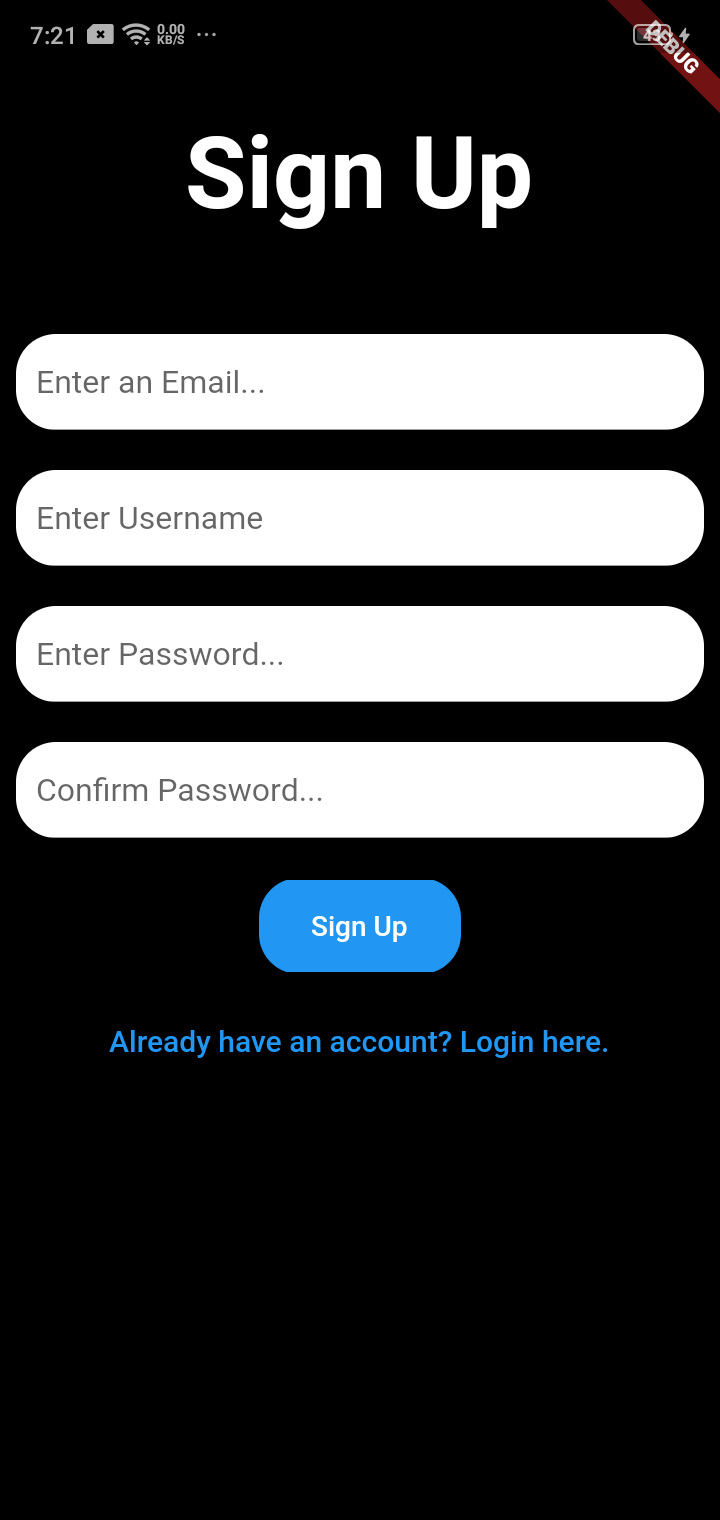 7:21 0.00 KB/S ...
DEBUG
Sign Up
Enter an Email...
Enter Username
Enter Password...
Confirm Password...
Sign Up
Already have an account? Login here.